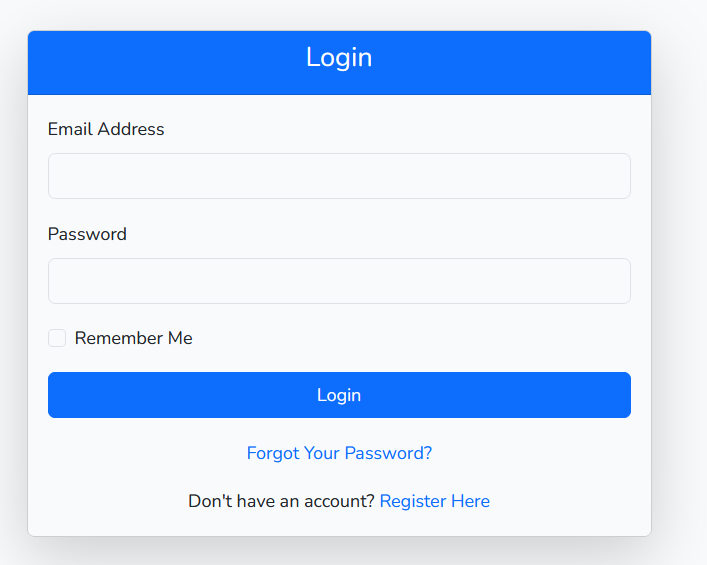 Login
Email Address
Password
Remember Me
Login
Forgot Your Password?
Don't have an account? Register Here